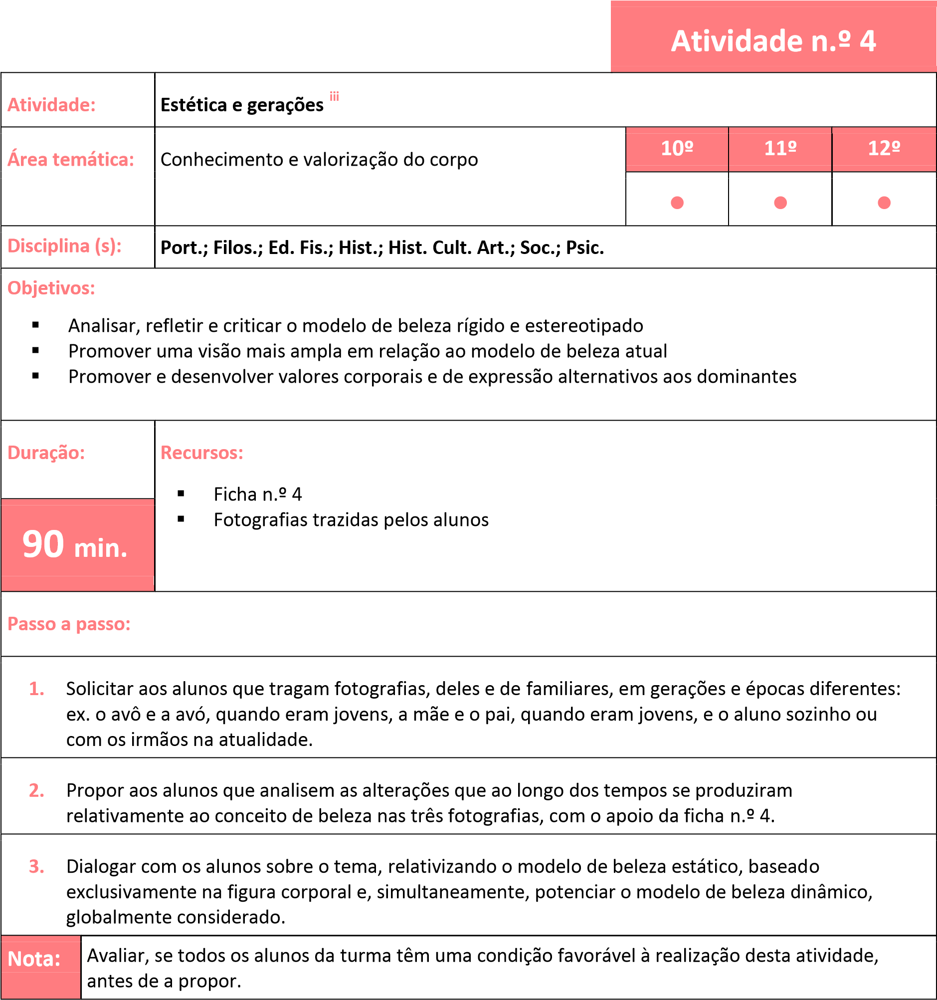 Atividade n.º 4
Atividade:
Estética e gerações iii
Área temática:
Conhecimento e valorização do corpo
10º
11º
12º
●
●
●
Disciplina (s):
Port.; Filos.; Ed. Fis.; Hist.; Hist. Cult. Art.; Soc.; Psic.
Objetivos:
▪ Analisar, refletir e criticar o modelo de beleza rígido e estereotipado
▪ Promover uma visão mais ampla em relação ao modelo de beleza atual
▪ Promover e desenvolver valores corporais e de expressão alternativos aos dominantes
Duração:
90 min.
Recursos:
▪ Ficha n.º 4
▪ Fotografias trazidas pelos alunos
Passo a passo:
1. Solicitar aos alunos que tragam fotografias, deles e de familiares, em gerações e épocas diferentes:
ex. o avô e a avó, quando eram jovens, a mãe e o pai, quando eram jovens, e o aluno sozinho ou
com os irmãos na atualidade.
2. Propor aos alunos que analisem as alterações que ao longo dos tempos se produziram
relativamente ao conceito de beleza nas três fotografias, com o apoio da ficha n.º 4.
3. Dialogar com os alunos sobre o tema, relativizando o modelo de beleza estático, baseado
exclusivamente na figura corporal e, simultaneamente, potenciar o modelo de beleza dinâmico,
globalmente considerado.
Nota:
Avaliar, se todos os alunos da turma têm uma condição favorável à realização desta atividade,
antes de a propor.